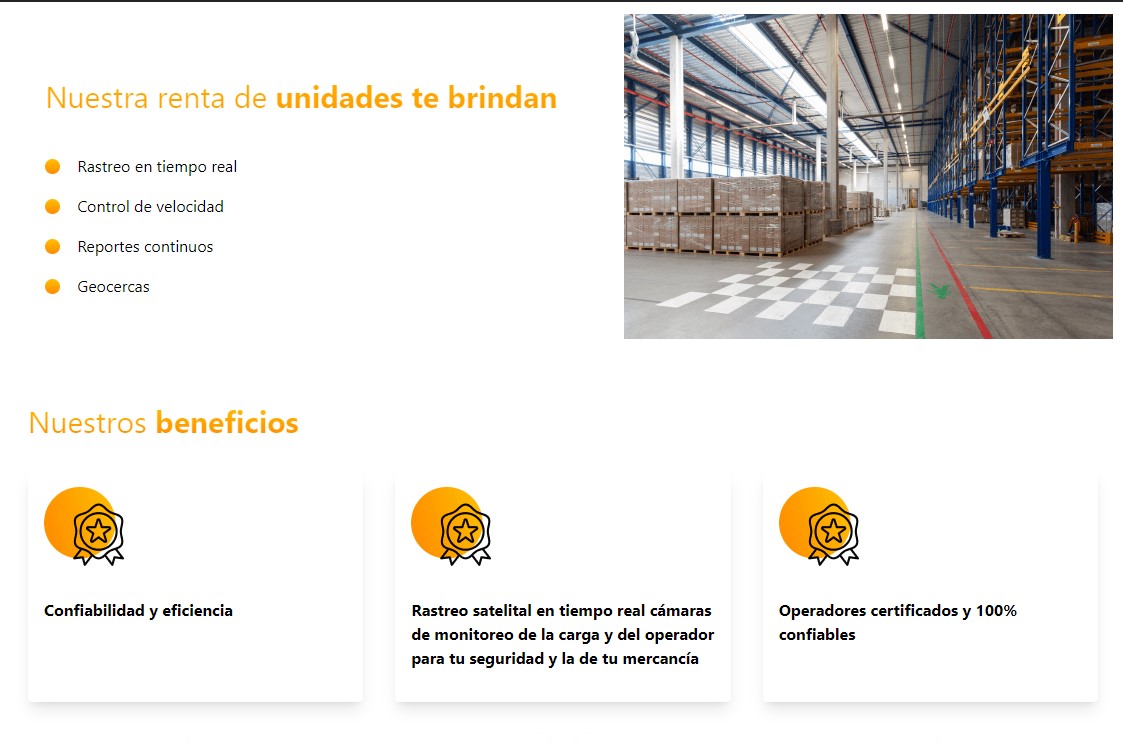 Nuestra renta de unidades te brindan
Rastreo en tiempo real
Control de velocidad
Reportes continuos
Geocercas
Nuestros beneficios
Confiabilidad y eficiencia
Rastreo satelital en tiempo real cámaras
de monitoreo de la carga y del operador
para tu seguridad y la de tu mercancía
Operadores certificados y 100%
confiables